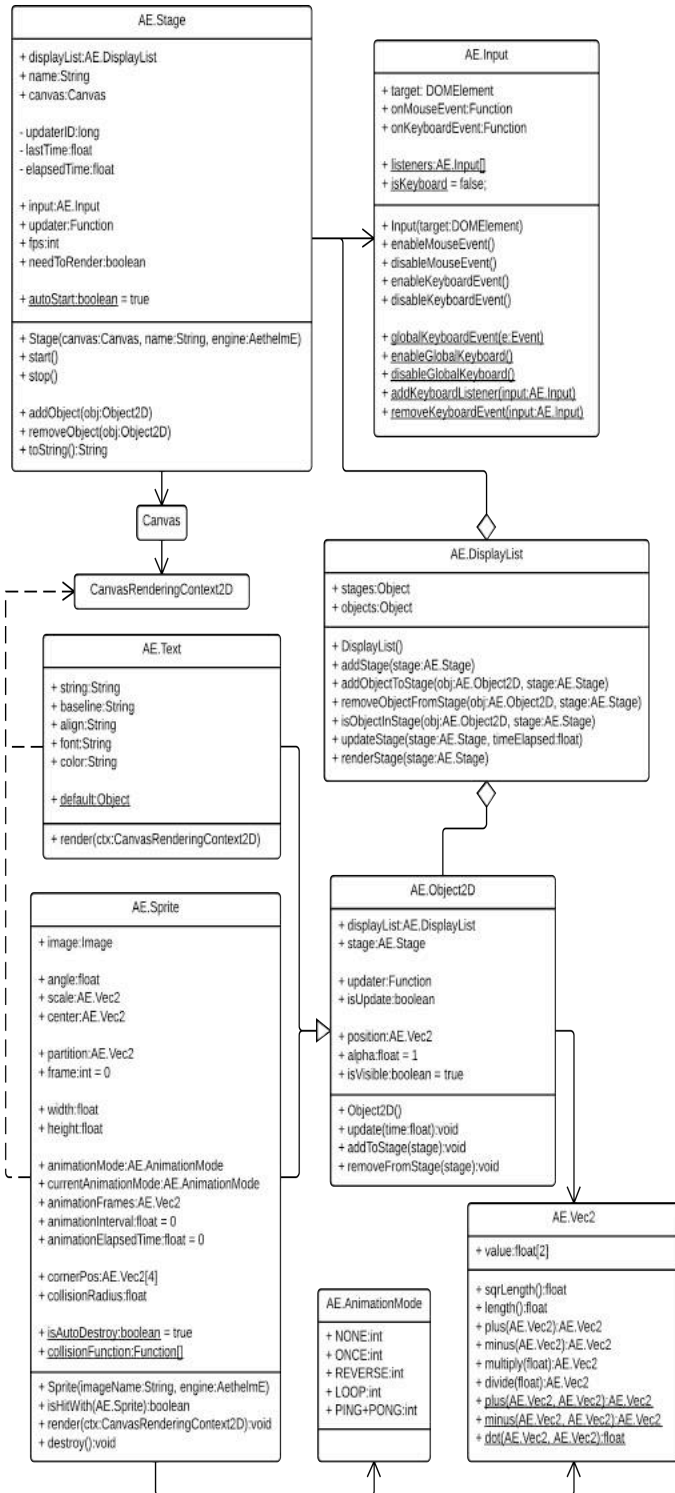 AE.Stage
+ displayList:AE.DisplayList
+ name:String
+ canvas:Canvas
- updaterID:long
- lastTime:float
- elapsedTime:float
+ input:AE.Input
+ updater:Function
+ fps:int
+ needToRender:boolean
+ autoStart:boolean = true
+ Stage(canvas:Canvas, name:String, engine:AethelmE)
+ start()
+ stop()
+ addObject(obj:Object2D)
+ removeObject(obj:Object2D)
+ toString():String
AE.Input
+ target: DOMElement
+ onMouseEvent:Function
+ onKeyboardEvent:Function
+ listeners:AE.Input[]
+ isKeyboard = false;
+ Input(target:DOMElement)
+ enableMouseEvent()
+ disableMouseEvent()
+ enableKeyboardEvent()
+ disableKeyboardEvent()
+ globalKeyboardEvent(e:Event)
+ enableGlobalKeyboard()
+ disableGlobalKeyboard()
+ addKeyboardListener(input:AE.Input)
+ removeKeyboardEvent(input:AE.Input)
Canvas
CanvasRenderingContext2D
AE.DisplayList
+ stages:Object
+ objects:Object
+ DisplayList()
+ addStage(stage:AE.Stage)
+ addObjectToStage(obj:AE.Object2D, stage:AE.Stage)
+ removeObjectFromStage(obj:AE.Object2D, stage:AE.Stage)
+ isObjectInStage(obj:AE.Object2D, stage:AE.Stage)
+ updateStage(stage:AE.Stage, timeElapsed:float)
+ renderStage(stage:AE.Stage)
AE.Text
+ string:String
+ baseline:String
+ align:String
+ font:String
+ color:String
+ default:Object
+ render(ctx:CanvasRenderingContext2D)
AE.Sprite
+ image:Image
+ angle:float
+ scale:AE.Vec2
+ center:AE.Vec2
+ partition:AE.Vec2
+ frame:int = 0
+ width:float
+ height:float
+ animationMode:AE.AnimationMode
+ currentAnimationMode:AE.AnimationMode
+ animationFrames:AE.Vec2
+ animationInterval:float = 0
+ animationElapsedTime:float = 0
+ cornerPos:AE.Vec2[4]
+ collisionRadius:float
+ isAutoDestroy:boolean = true
+ collisionFunction:Function[]
+ Sprite(imageName:String, engine:AethelmE)
+ isHitWith(AE.Sprite):boolean
+ render(ctx:CanvasRenderingContext2D):void
+ destroy():void
AE.Object2D
+ displayList:AE.DisplayList
+ stage:AE.Stage
+ updater:Function
+ isUpdate:boolean
+ position:AE.Vec2
+ alpha:float = 1
+ isVisible:boolean = true
+ Object2D()
+ update(time:float):void
+ addToStage(stage):void
+ removeFromStage(stage):void
AE.AnimationMode
+ NONE:int
+ ONCE:int
+ REVERSE:int
+ LOOP:int
+ PING+PONG:int
AE.Vec2
+ value:float[2]
+ sqrLength():float
+ length():float
+ plus(AE.Vec2):AE.Vec2
+ minus(AE.Vec2):AE.Vec2
+ multiply(float):AE.Vec2
+ divide(float):AE.Vec2
+ plus(AE.Vec2, AE.Vec2):AE.Vec2
+ minus(AE.Vec2, AE.Vec2):AE.Vec2
+ dot(AE.Vec2, AE.Vec2):float